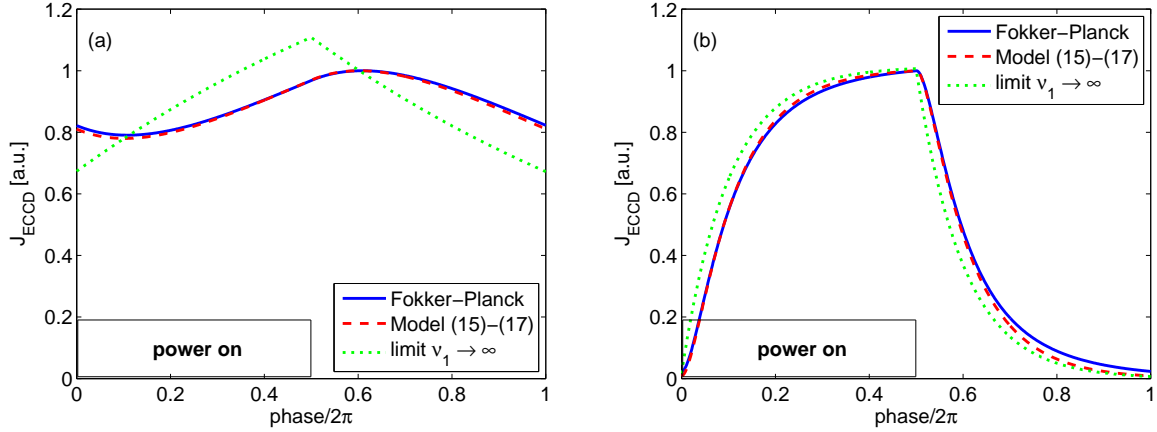 (a)
J_ECCD [a.u.]
1.2
1
0.8
0.6
0.4
0.2
0
Fokker−Planck
Model (15)−(17)
limit ν₁ → ∞
power on
0 0.2 0.4 0.6 0.8 1
phase/2π
(b)
J_ECCD [a.u.]
1.2
1
0.8
0.6
0.4
0.2
0
Fokker−Planck
Model (15)−(17)
limit ν₁ → ∞
power on
0 0.2 0.4 0.6 0.8 1
phase/2π